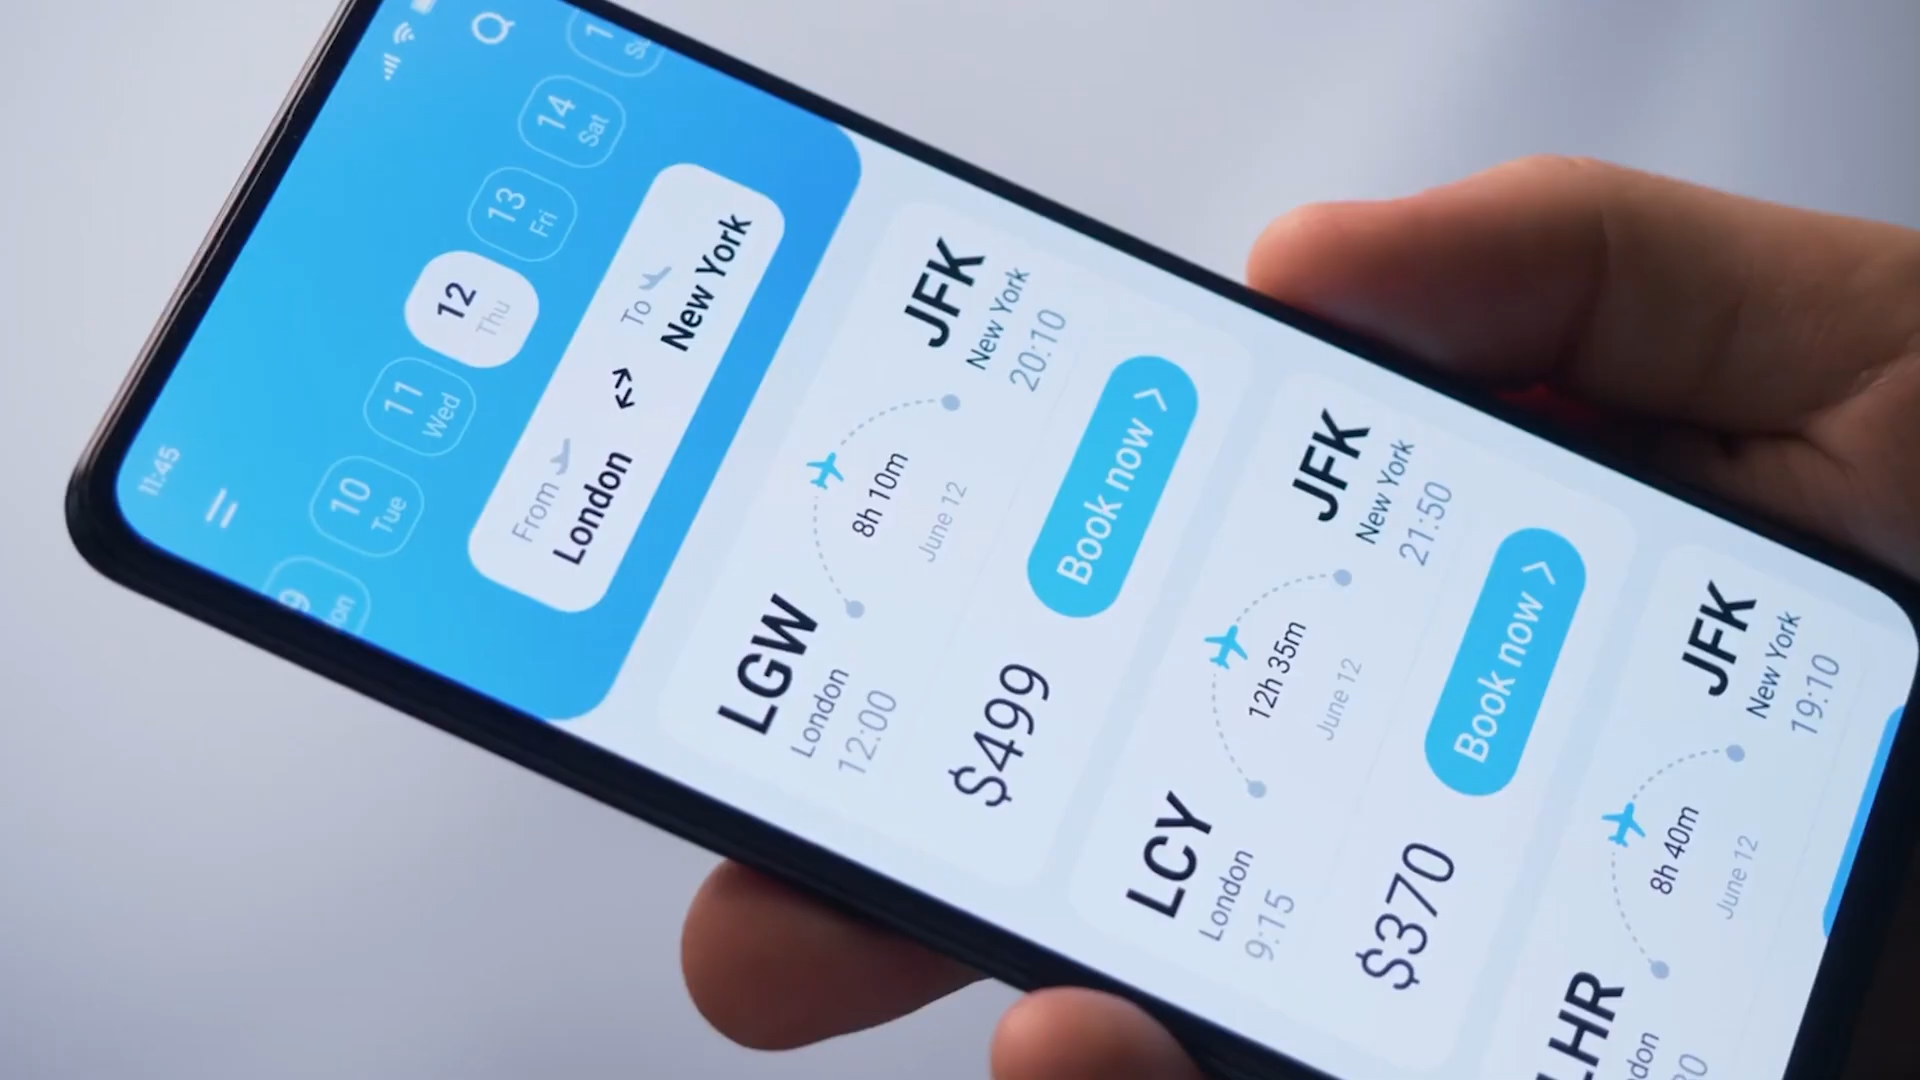 11:45
9
10
Tue
11
Wed
12
Thu
13
Fri
14
Sat
1
From
London
To
New York
LGW
London
12:00
8h 10m
June 12
JFK
New York
20:10
$499
Book now
LCY
London
9:15
12h 35m
June 12
JFK
New York
21:50
$370
Book now
LHR
8h 40m
June 12
JFK
New York
19:10